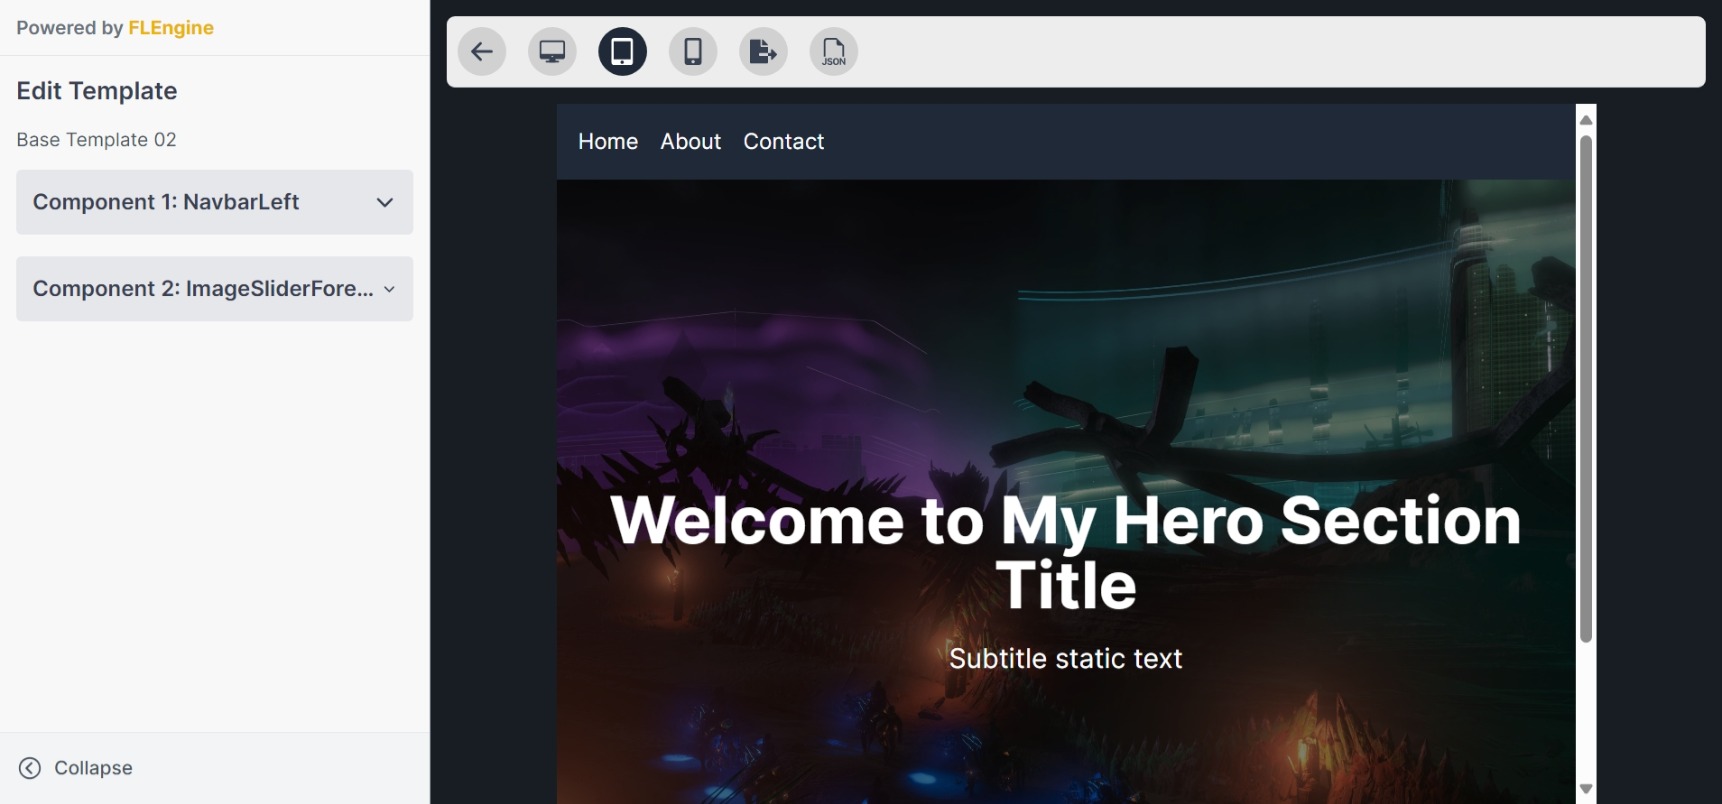 Powered by FLEngine
Edit Template
Base Template 02
Component 1: NavbarLeft
Component 2: ImageSliderFore...
Collapse
JSON
Home About Contact
Welcome to My Hero Section
Title
Subtitle static text